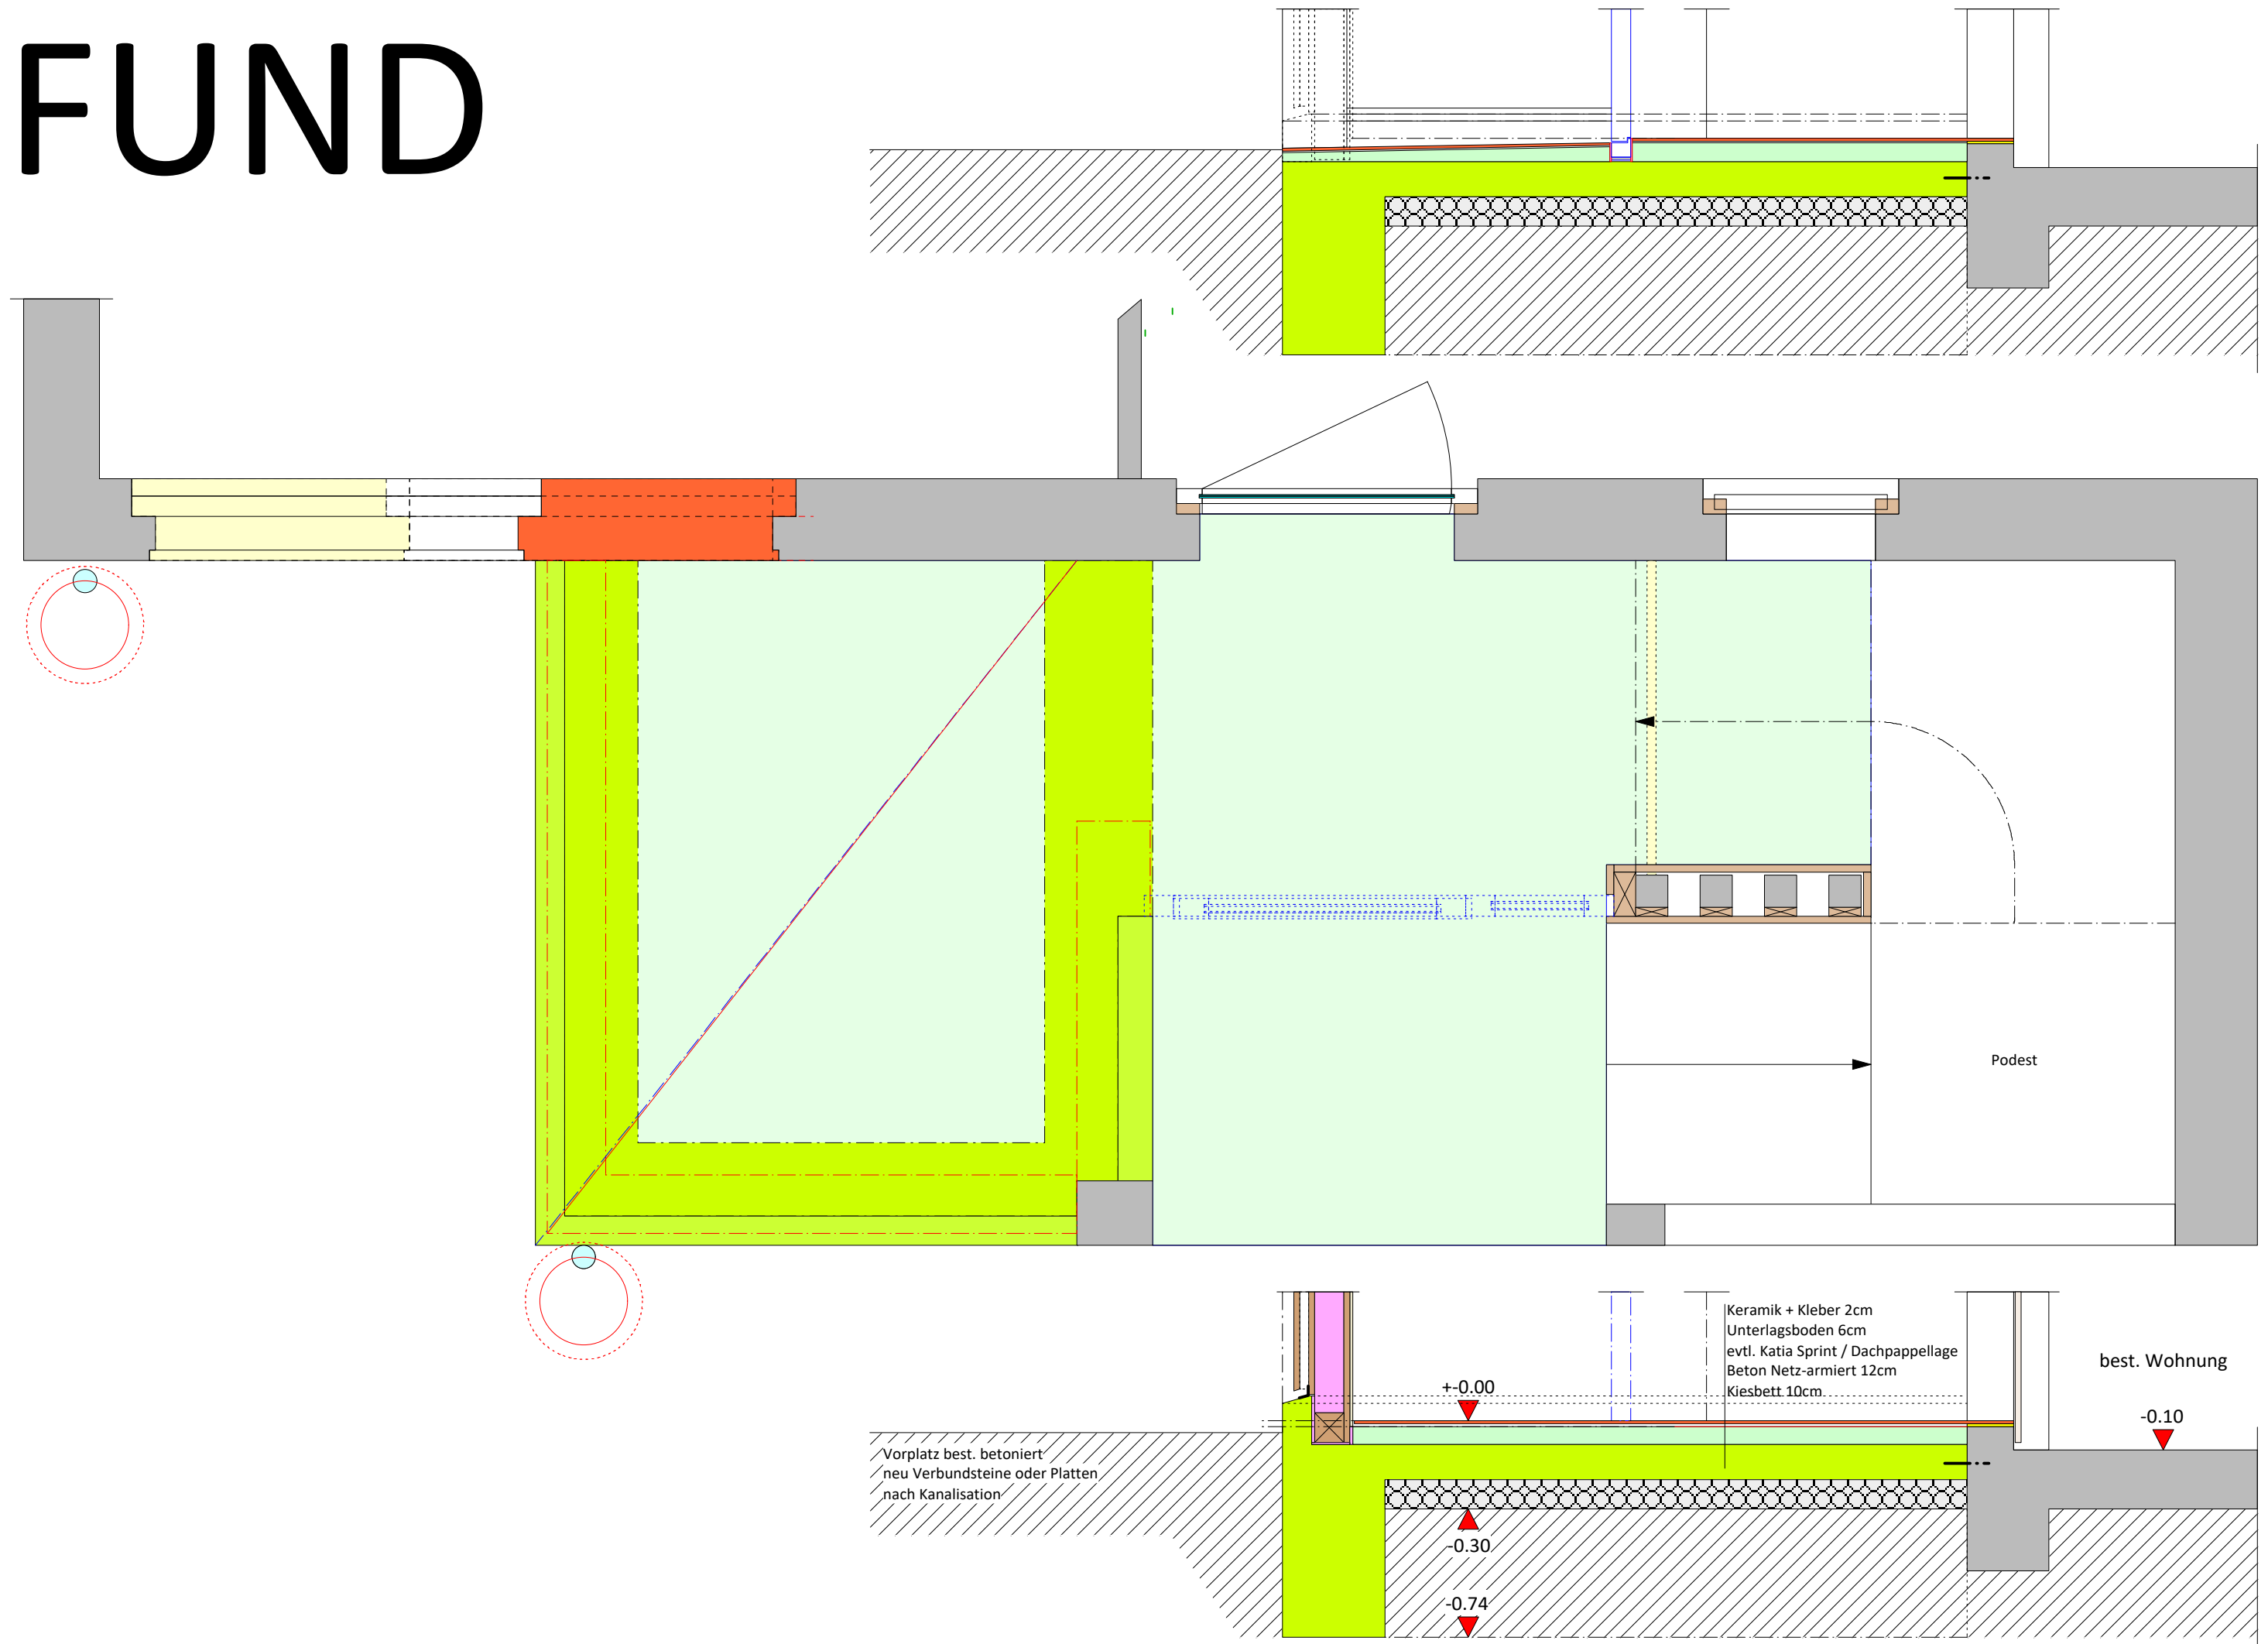 FUND
Podest
Keramik + Kleber 2cm
Unterlagsboden 6cm
evtl. Katia Sprint / Dachpappellage
Beton Netz-armiert 12cm
Kiesbett 10cm
best. Wohnung
+-0.00
-0.10
Vorplatz best. betoniert
neu Verbundsteine oder Platten
nach Kanalisation
-0.30
-0.74